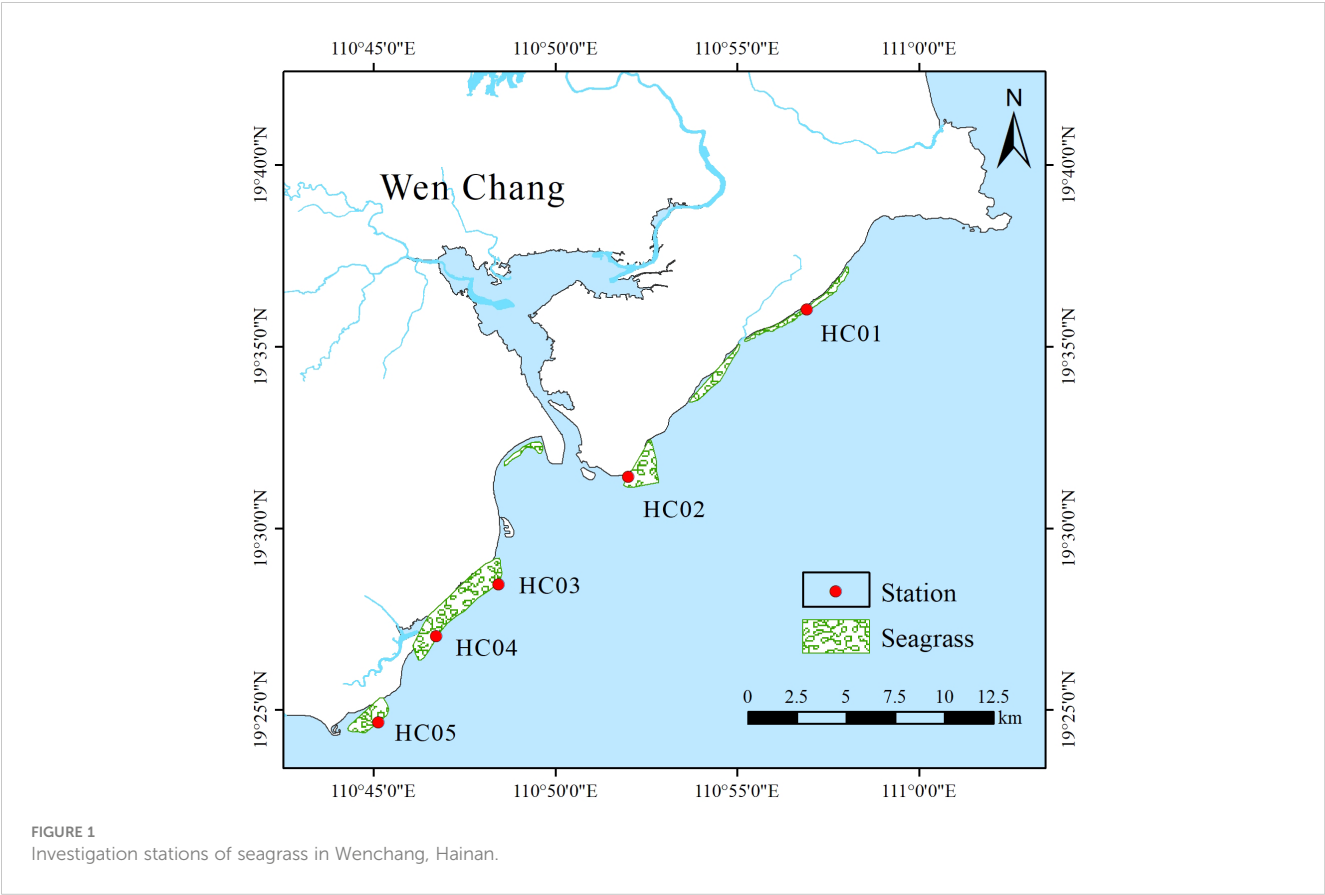 110°45'0"E 110°50'0"E 110°55'0"E 111°0'0"E
N
19°40'0"N 19°40'0"N
Wen Chang
HC01
19°35'0"N 19°35'0"N
HC02
19°30'0"N 19°30'0"N
HC03
Station
HC04
Seagrass
0 2.5 5 7.5 10 12.5
km
19°25'0"N 19°25'0"N
HC05
110°45'0"E 110°50'0"E 110°55'0"E 111°0'0"E
FIGURE 1
Investigation stations of seagrass in Wenchang, Hainan.